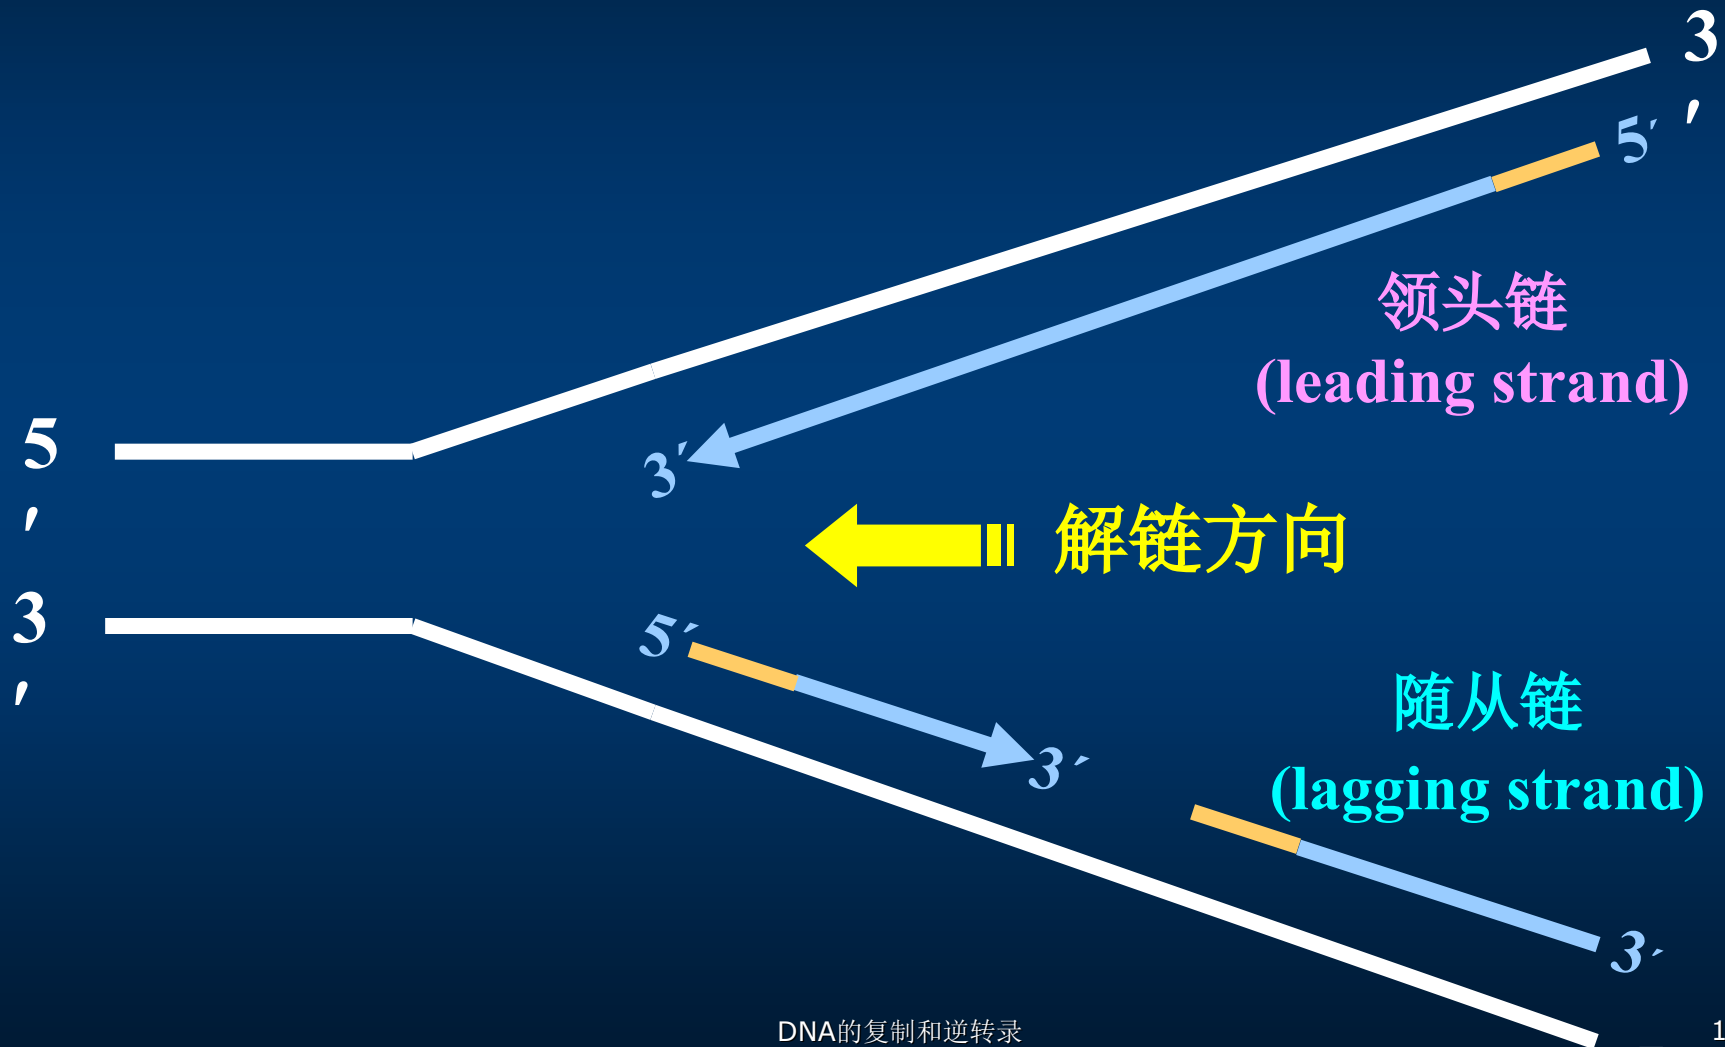 3
′
5′
领头链
(leading strand)
5
′
3′
解链方向
3
′
5′
随从链
3′
(lagging strand)
3′
DNA的复制和逆转录
1